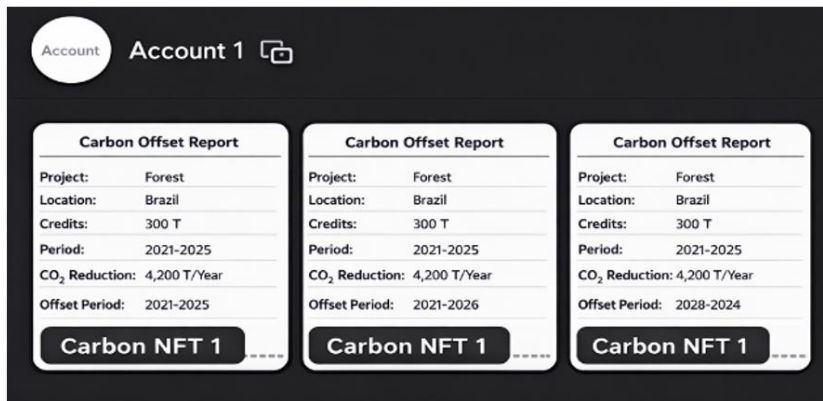 Account
Account 1
Carbon Offset Report
Project: Forest
Location: Brazil
Credits: 300 T
Period: 2021-2025
CO₂ Reduction: 4,200 T/Year
Offset Period: 2021-2025
Carbon NFT 1
Carbon Offset Report
Project: Forest
Location: Brazil
Credits: 300 T
Period: 2021-2025
CO₂ Reduction: 4,200 T/Year
Offset Period: 2021-2026
Carbon NFT 1
Carbon Offset Report
Project: Forest
Location: Brazil
Credits: 300 T
Period: 2021-2025
CO₂ Reduction: 4,200 T/Year
Offset Period: 2028-2024
Carbon NFT 1